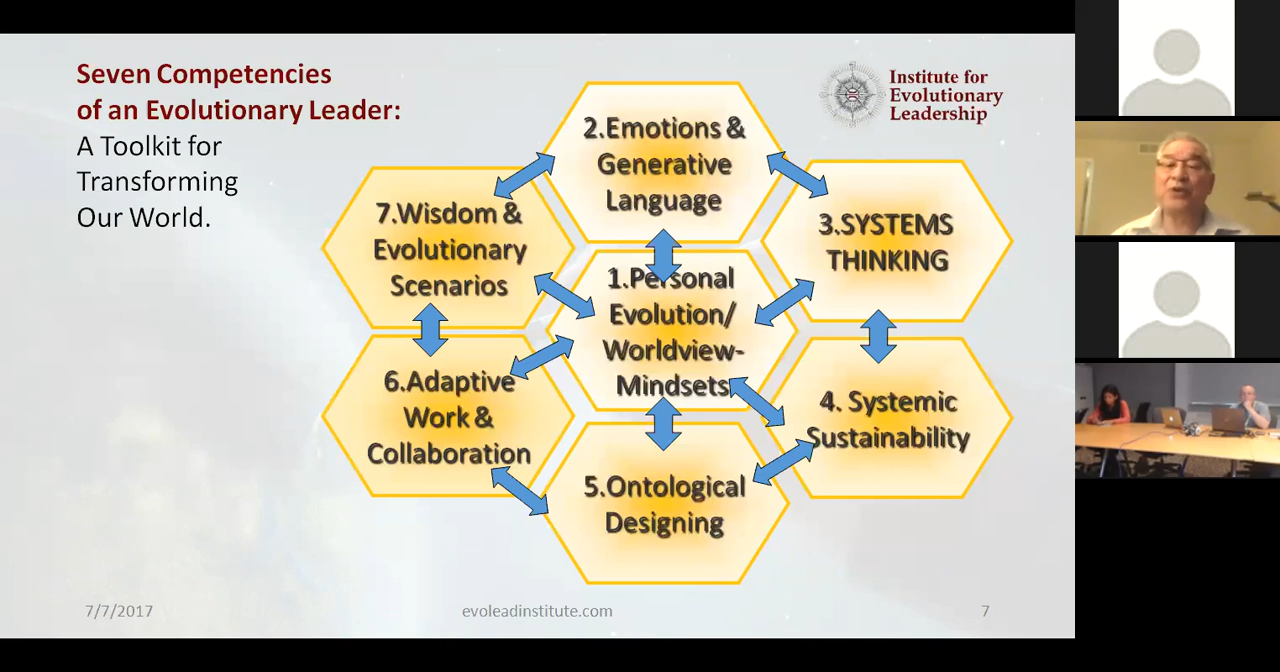 Seven Competencies
of an Evolutionary Leader:
A Toolkit for
Transforming
Our World.
Institute for
Evolutionary
Leadership
2.Emotions &
Generative
Language
7.Wisdom &
Evolutionary
Scenarios
3.SYSTEMS
THINKING
1.Personal
Evolution/
Worldview-
Mindsets
6.Adaptive
Work &
Collaboration
4. Systemic
Sustainability
5.Ontological
Designing
7/7/2017
evoleadinstitute.com
7